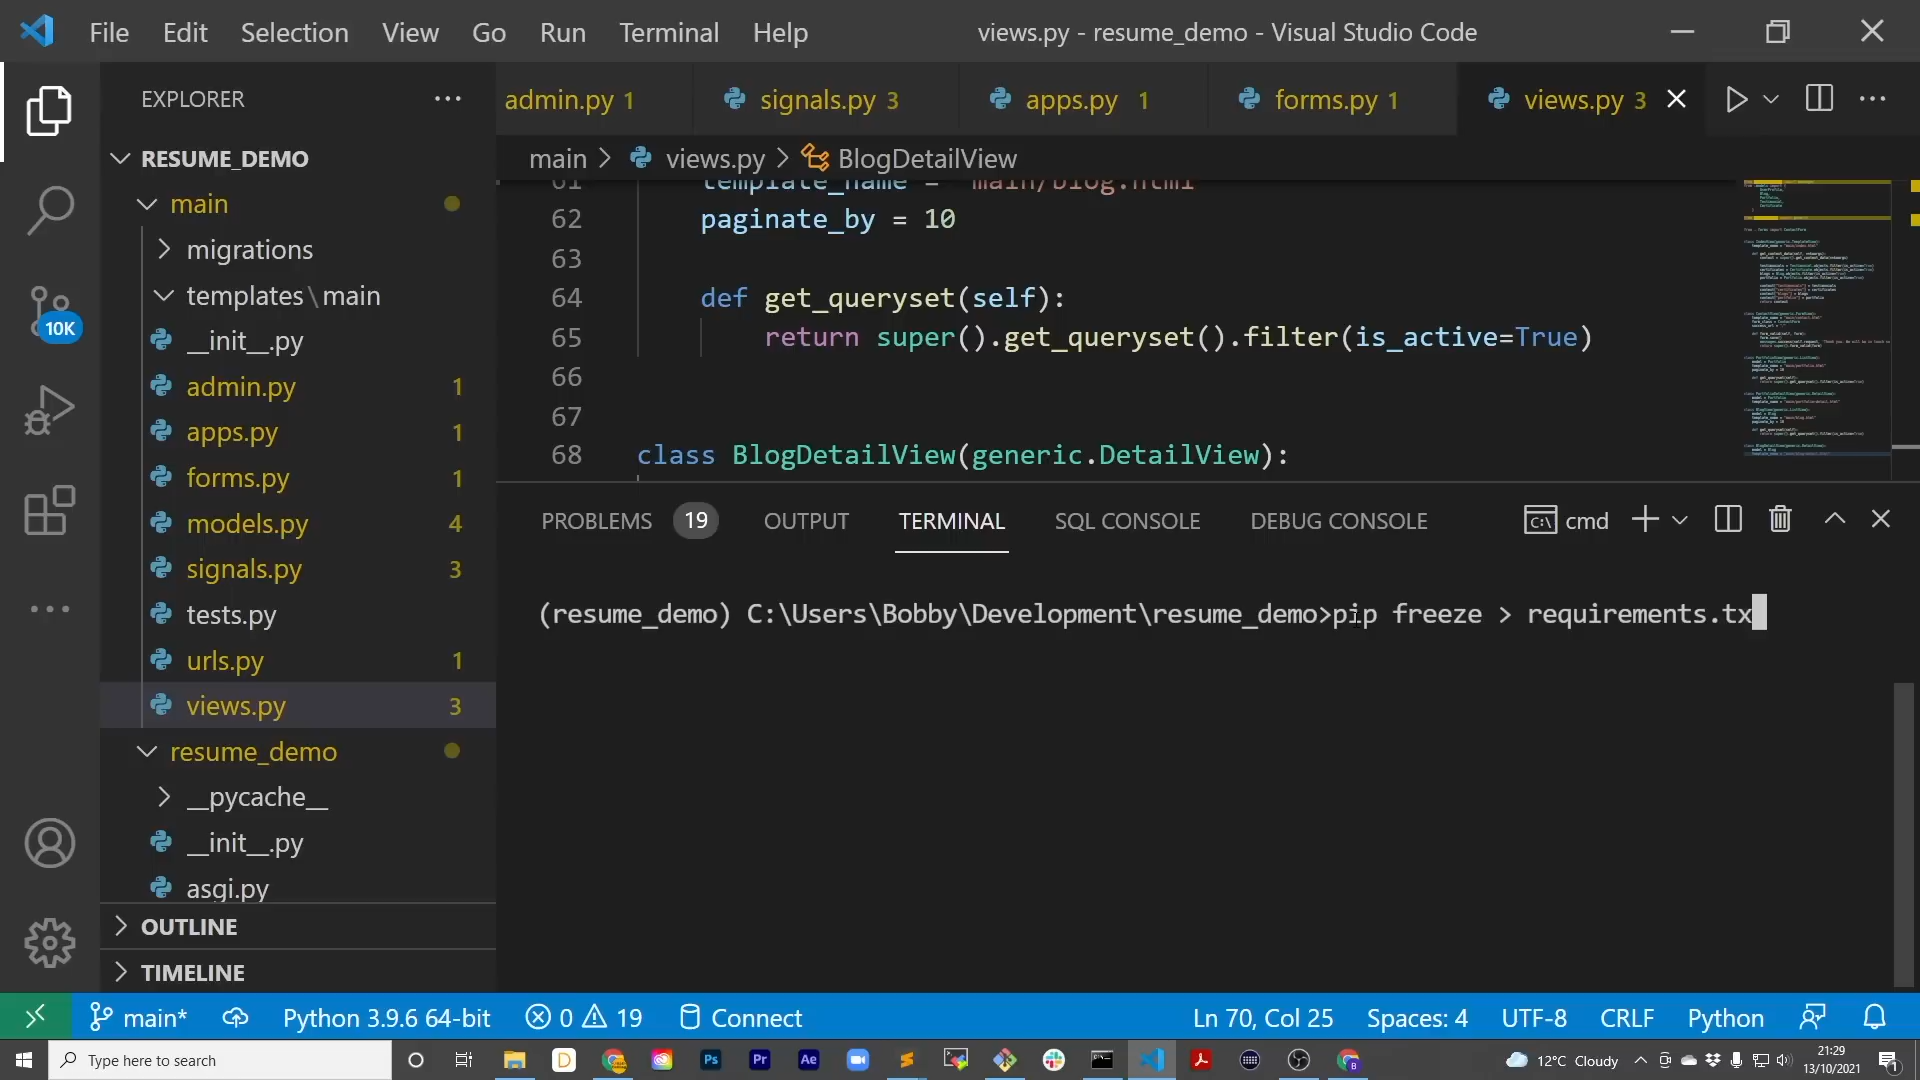 File Edit Selection View Go Run Terminal Help views.py - resume_demo - Visual Studio Code
EXPLORER
admin.py 1 signals.py 3 apps.py 1 forms.py 1 views.py 3
RESUME_DEMO
main > views.py > BlogDetailView
main
migrations
templates\main
__init__.py
admin.py 1
apps.py 1
forms.py 1
models.py 4
signals.py 3
tests.py
urls.py 1
views.py 3
resume_demo
__pycache__
__init__.py
asgi.py
OUTLINE
TIMELINE
10K
61 template_name = "main/blog.html"
62 paginate_by = 10
63
64 def get_queryset(self):
65 return super().get_queryset().filter(is_active=True)
66
67
68 class BlogDetailView(generic.DetailView):
PROBLEMS 19 OUTPUT TERMINAL SQL CONSOLE DEBUG CONSOLE cmd
(resume_demo) C:\Users\Bobby\Development\resume_demo>pip freeze > requirements.tx
main* Python 3.9.6 64-bit 0 19 Connect Ln 70, Col 25 Spaces: 4 UTF-8 CRLF Python
Type here to search
D Ps Pr Ae
12°C Cloudy
21:29
13/10/2021
1